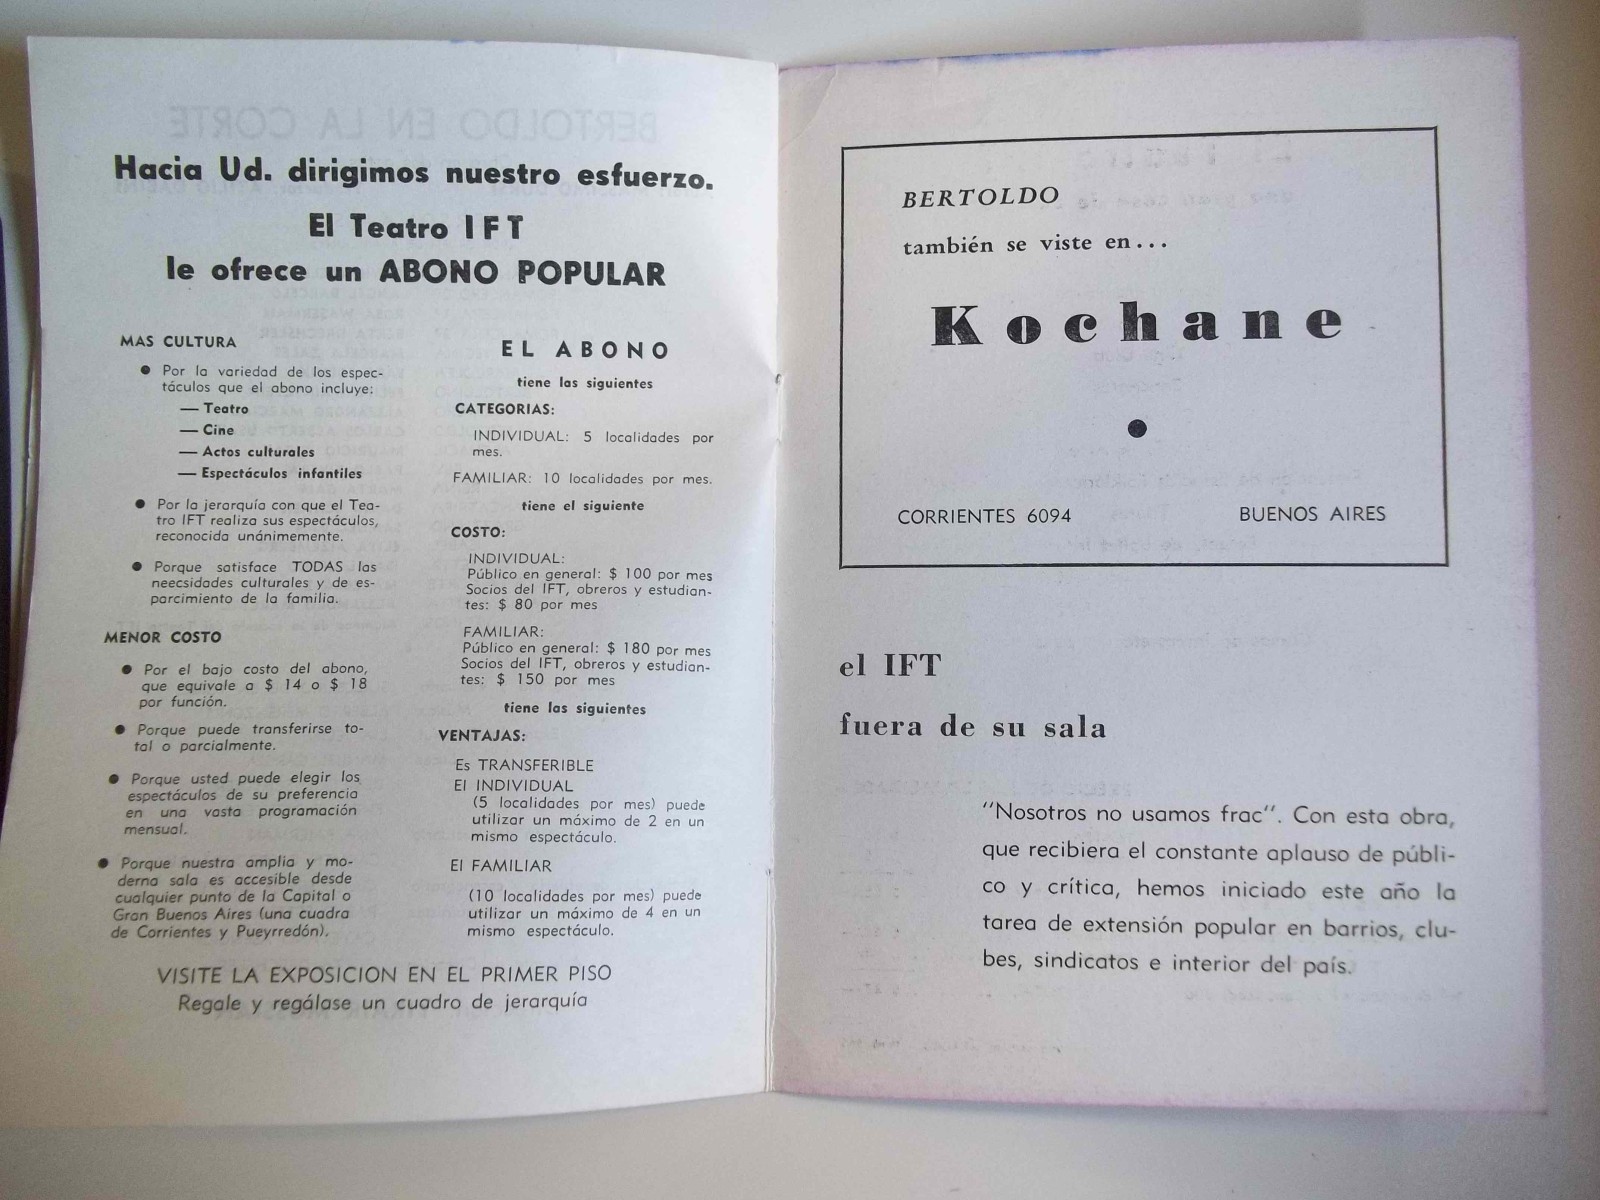 Hacia Ud. dirigimos nuestro esfuerzo.
El Teatro IFT
le ofrece un ABONO POPULAR
MAS CULTURA
● Por la variedad de los espec-
táculos que el abono incluye:
— Teatro
— Cine
— Actos culturales
— Espectáculos infantiles
● Por la jerarquía con que el Tea-
tro IFT realiza sus espectáculos,
reconocida unánimemente.
● Porque satisface TODAS las
neecsidades culturales y de es-
parcimiento de la familia.
MENOR COSTO
● Por el bajo costo del abono,
que equivale a $ 14 o $ 18
por función.
● Porque puede transferirse to-
tal o parcialmente.
● Porque usted puede elegir los
espectáculos de su preferencia
en una vasta programación
mensual.
● Porque nuestra amplia y mo-
derna sala es accesible desde
cualquier punto de la Capital o
Gran Buenos Aires (una cuadra
de Corrientes y Pueyrredón).
EL ABONO
tiene las siguientes
CATEGORIAS:
INDIVIDUAL: 5 localidades por
mes.
FAMILIAR: 10 localidades por mes.
tiene el siguiente
COSTO:
INDIVIDUAL:
Público en general: $ 100 por mes
Socios del IFT, obreros y estudian-
tes: $ 80 por mes
FAMILIAR:
Público en general: $ 180 por mes
Socios del IFT, obreros y estudian-
tes: $ 150 por mes
tiene las siguientes
VENTAJAS:
Es TRANSFERIBLE
El INDIVIDUAL
(5 localidades por mes) puede
utilizar un máximo de 2 en un
mismo espectáculo.
El FAMILIAR
(10 localidades por mes) puede
utilizar un máximo de 4 en un
mismo espectáculo.
VISITE LA EXPOSICION EN EL PRIMER PISO
Regale y regálase un cuadro de jerarquía
BERTOLDO
también se viste en...
Kochane
●
CORRIENTES 6094 BUENOS AIRES
el IFT
fuera de su sala
"Nosotros no usamos frac". Con esta obra,
que recibiera el constante aplauso de públi-
co y crítica, hemos iniciado este año la
tarea de extensión popular en barrios, clu-
bes, sindicatos e interior del país.